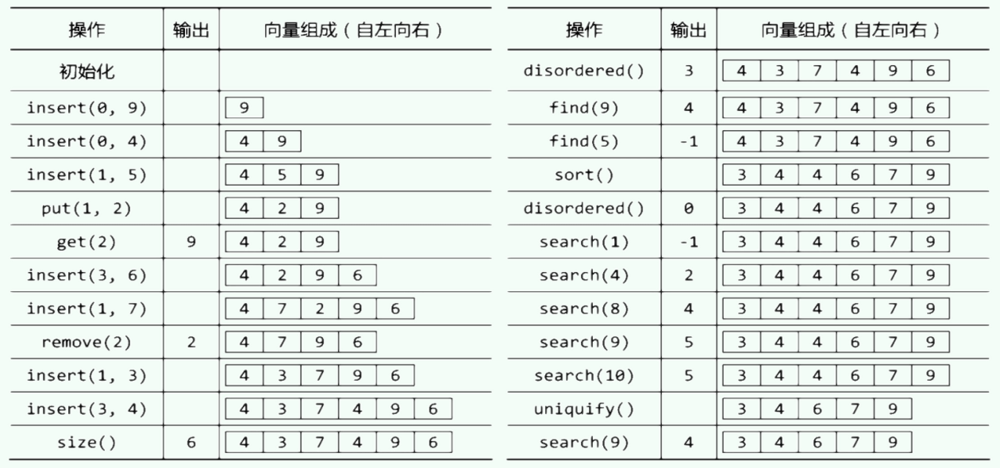 操作 输出 向量组成（自左向右）
初始化
insert(0, 9) 9
insert(0, 4) 4 9
insert(1, 5) 4 5 9
put(1, 2) 4 2 9
get(2) 9 4 2 9
insert(3, 6) 4 2 9 6
insert(1, 7) 4 7 2 9 6
remove(2) 2 4 7 9 6
insert(1, 3) 4 3 7 9 6
insert(3, 4) 4 3 7 4 9 6
size() 6 4 3 7 4 9 6
操作 输出 向量组成（自左向右）
disordered() 3 4 3 7 4 9 6
find(9) 4 4 3 7 4 9 6
find(5) -1 4 3 7 4 9 6
sort() 3 4 4 6 7 9
disordered() 0 3 4 4 6 7 9
search(1) -1 3 4 4 6 7 9
search(4) 2 3 4 4 6 7 9
search(8) 4 3 4 4 6 7 9
search(9) 5 3 4 4 6 7 9
search(10) 5 3 4 4 6 7 9
uniquify() 3 4 6 7 9
search(9) 4 3 4 6 7 9